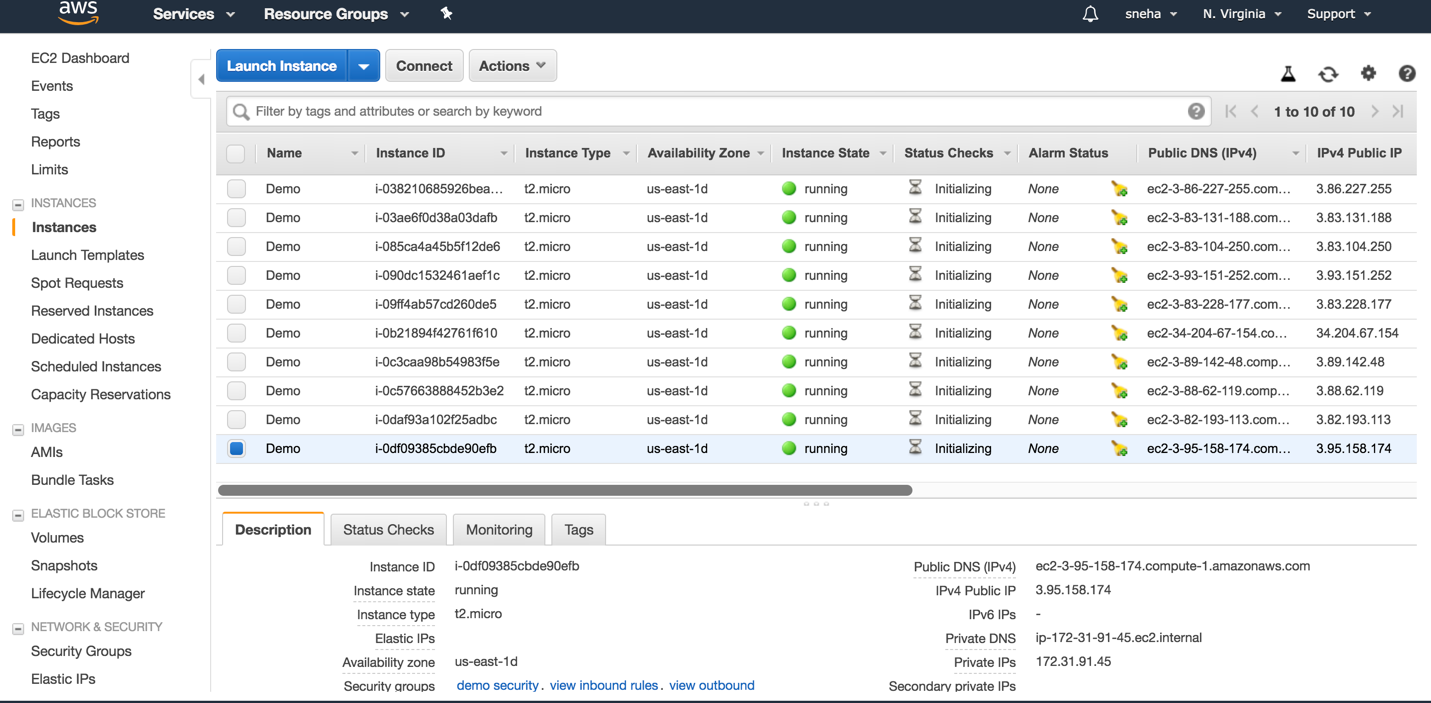 aws Services Resource Groups sneha N. Virginia Support
EC2 Dashboard
Events
Tags
Reports
Limits
INSTANCES
Instances
Launch Templates
Spot Requests
Reserved Instances
Dedicated Hosts
Scheduled Instances
Capacity Reservations
IMAGES
AMIs
Bundle Tasks
ELASTIC BLOCK STORE
Volumes
Snapshots
Lifecycle Manager
NETWORK & SECURITY
Security Groups
Elastic IPs
Launch Instance Connect Actions
Filter by tags and attributes or search by keyword 1 to 10 of 10
Name Instance ID Instance Type Availability Zone Instance State Status Checks Alarm Status Public DNS (IPv4) IPv4 Public IP
Demo i-038210685926bea... t2.micro us-east-1d running Initializing None ec2-3-86-227-255.com... 3.86.227.255
Demo i-03ae6f0d38a03dafb t2.micro us-east-1d running Initializing None ec2-3-83-131-188.com... 3.83.131.188
Demo i-085ca4a45b5f12de6 t2.micro us-east-1d running Initializing None ec2-3-83-104-250.com... 3.83.104.250
Demo i-090dc1532461aef1c t2.micro us-east-1d running Initializing None ec2-3-93-151-252.com... 3.93.151.252
Demo i-09ff4ab57cd260de5 t2.micro us-east-1d running Initializing None ec2-3-83-228-177.com... 3.83.228.177
Demo i-0b21894f42761f610 t2.micro us-east-1d running Initializing None ec2-34-204-67-154.co... 34.204.67.154
Demo i-0c3caa98b54983f5e t2.micro us-east-1d running Initializing None ec2-3-89-142-48.comp... 3.89.142.48
Demo i-0c57663888452b3e2 t2.micro us-east-1d running Initializing None ec2-3-88-62-119.comp... 3.88.62.119
Demo i-0daf93a102f25adbc t2.micro us-east-1d running Initializing None ec2-3-82-193-113.com... 3.82.193.113
Demo i-0df09385cbde90efb t2.micro us-east-1d running Initializing None ec2-3-95-158-174.com... 3.95.158.174
Description Status Checks Monitoring Tags
Instance ID i-0df09385cbde90efb Public DNS (IPv4) ec2-3-95-158-174.compute-1.amazonaws.com
Instance state running IPv4 Public IP 3.95.158.174
Instance type t2.micro IPv6 IPs -
Elastic IPs Private DNS ip-172-31-91-45.ec2.internal
Availability zone us-east-1d Private IPs 172.31.91.45
Security groups demo security. view inbound rules. view outbound Secondary private IPs